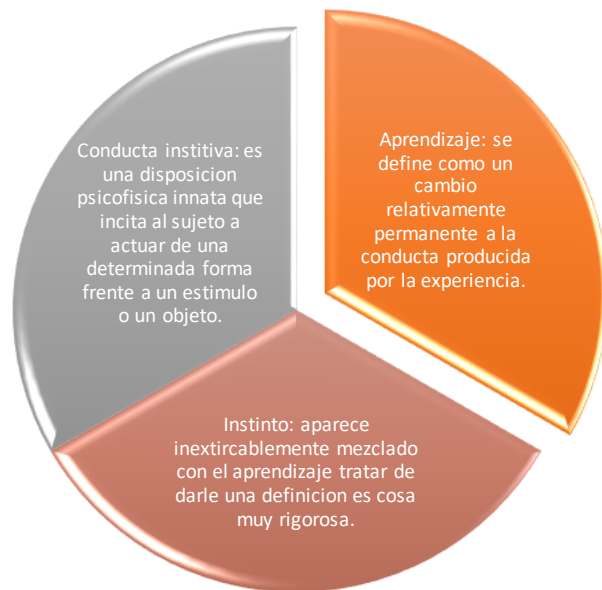 Aprendizaje: se
define como un
cambio
relativamente
permanente a la
conducta producida
por la experiencia.
Instinto: aparece
inextircablemente mezclado
con el aprendizaje tratar de
darle una definicion es cosa
muy rigorosa.
Conducta institiva: es
una disposicion
psicofisica innata que
incita al sujeto a
actuar de una
determinada forma
frente a un estimulo
o un objeto.